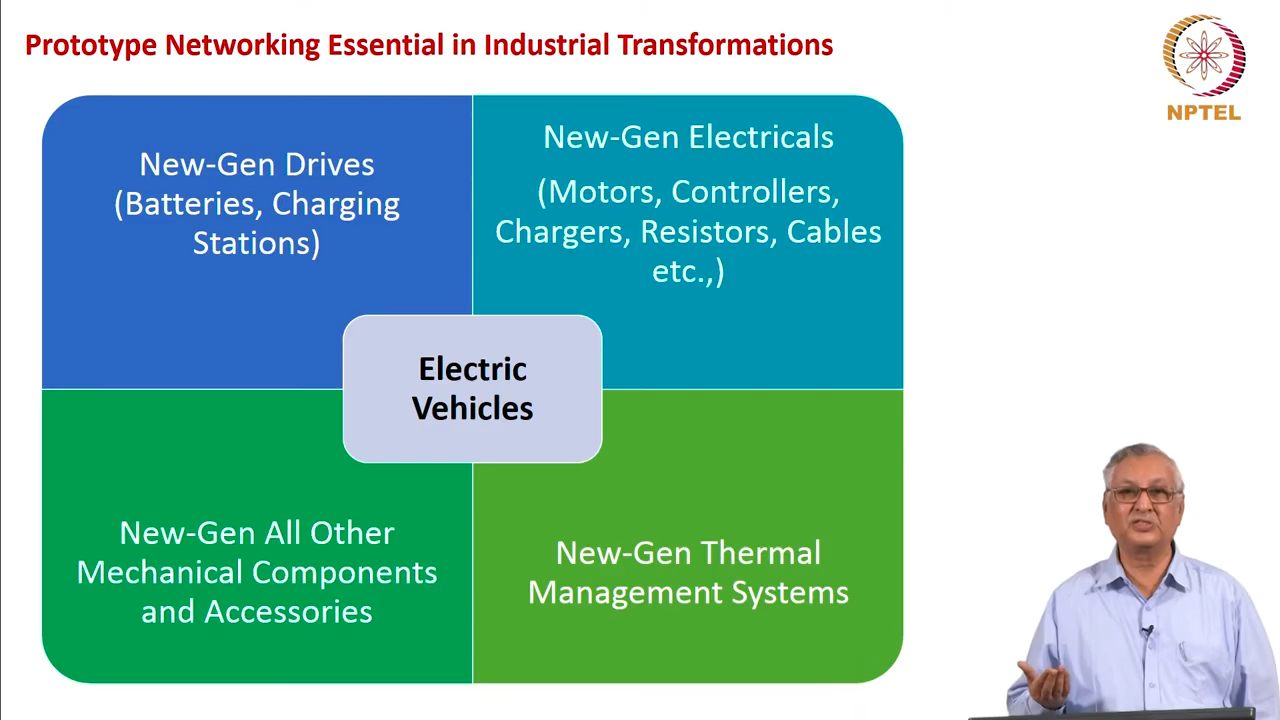 Prototype Networking Essential in Industrial Transformations
NPTEL
New-Gen Drives
(Batteries, Charging
Stations)
New-Gen Electricals
(Motors, Controllers,
Chargers, Resistors, Cables
etc.,)
Electric
Vehicles
New-Gen All Other
Mechanical Components
and Accessories
New-Gen Thermal
Management Systems